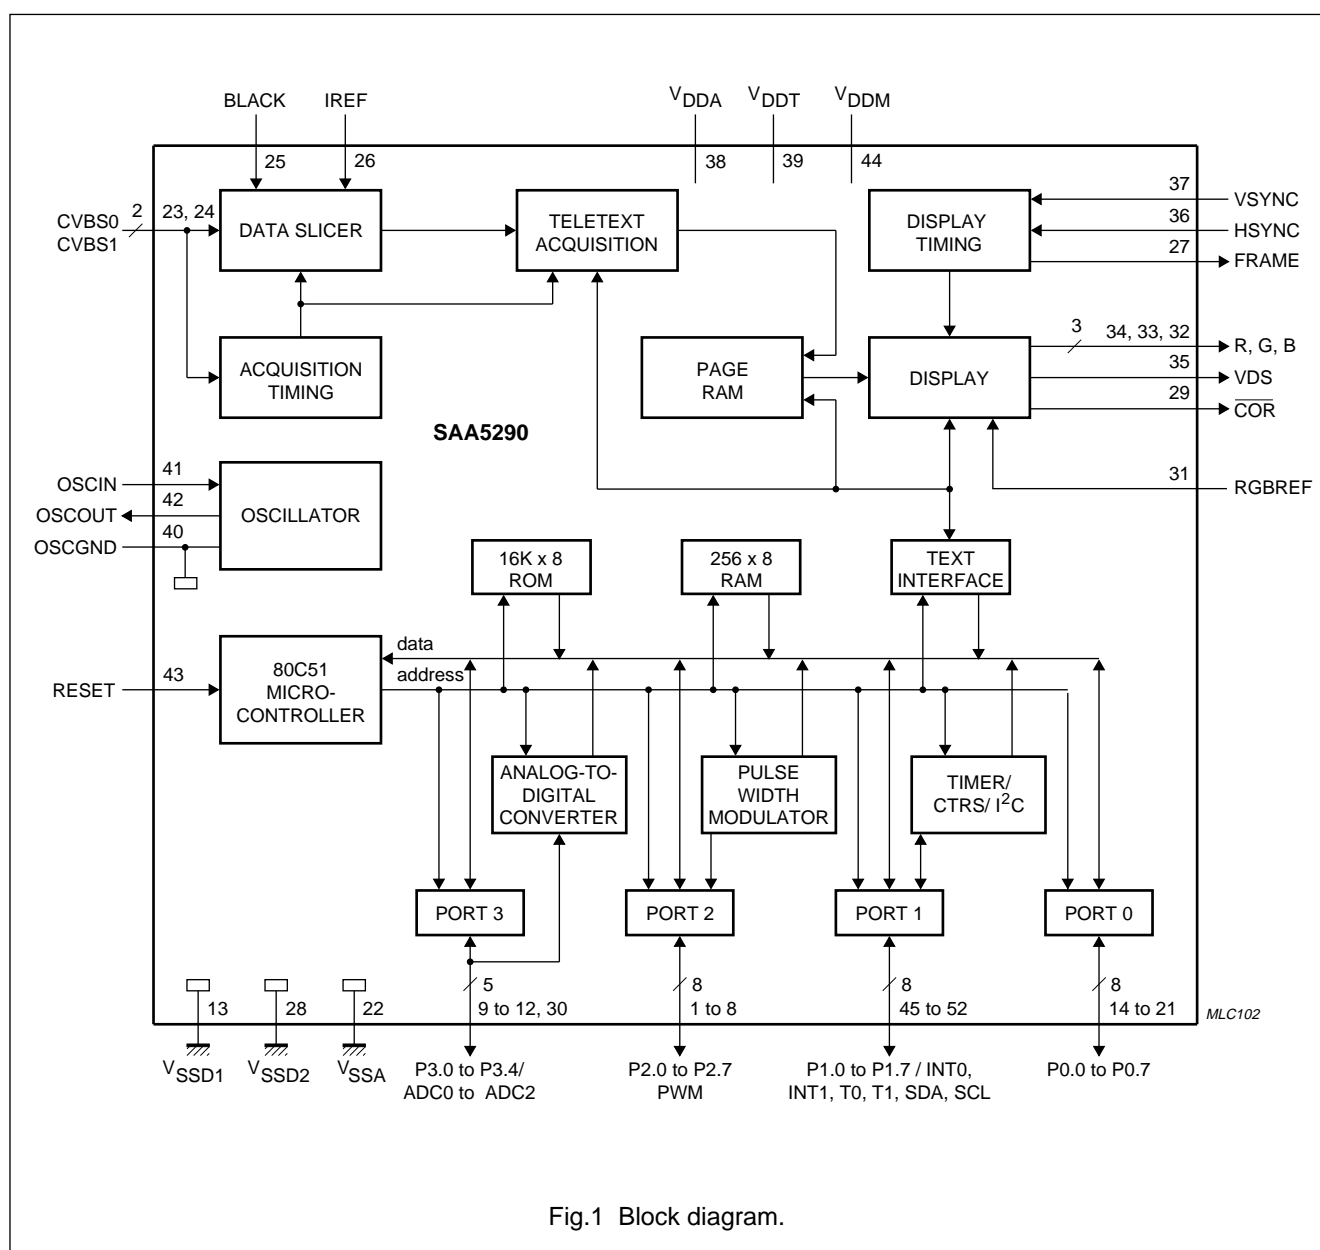 BLACK
IREF
VDDA
VDDT
VDDM
25
26
38
39
44
CVBS0
CVBS1
2
23, 24
DATA SLICER
TELETEXT
ACQUISITION
DISPLAY
TIMING
37
VSYNC
36
HSYNC
27
FRAME
ACQUISITION
TIMING
PAGE
RAM
DISPLAY
3
34, 33, 32
R, G, B
35
VDS
29
COR
SAA5290
41
OSCIN
42
OSCOUT
40
OSCGND
OSCILLATOR
31
RGBREF
16K x 8
ROM
256 x 8
RAM
TEXT
INTERFACE
43
RESET
80C51
MICRO-
CONTROLLER
data
address
ANALOG-TO-
DIGITAL
CONVERTER
PULSE
WIDTH
MODULATOR
TIMER/
CTRS/ I2C
PORT 3
PORT 2
PORT 1
PORT 0
13
28
22
5
9 to 12, 30
8
1 to 8
8
45 to 52
8
14 to 21
MLC102
VSSD1
VSSD2
VSSA
P3.0 to P3.4/
ADC0 to ADC2
P2.0 to P2.7
PWM
P1.0 to P1.7 / INT0,
INT1, T0, T1, SDA, SCL
P0.0 to P0.7
Fig.1 Block diagram.